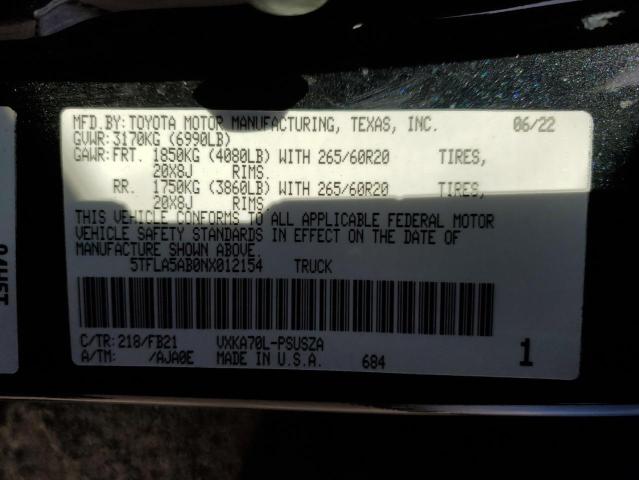 MFD.BY:TOYOTA MOTOR MANUFACTURING, TEXAS, INC. 06/22
GVWR:3170KG (6990LB)
GAWR:FRT. 1850KG (4080LB) WITH 265/60R20 TIRES,
20X8J RIMS.
RR. 1750KG (3860LB) WITH 265/60R20 TIRES,
20X8J RIMS.
THIS VEHICLE CONFORMS TO ALL APPLICABLE FEDERAL MOTOR
VEHICLE SAFETY STANDARDS IN EFFECT ON THE DATE OF
MANUFACTURE SHOWN ABOVE.
5TFLA5AB0NX012154 TRUCK
C/TR:218/FB21 VXKA70L-PSUSZA
A/TM: /AJA0E MADE IN U.S.A. 684 1